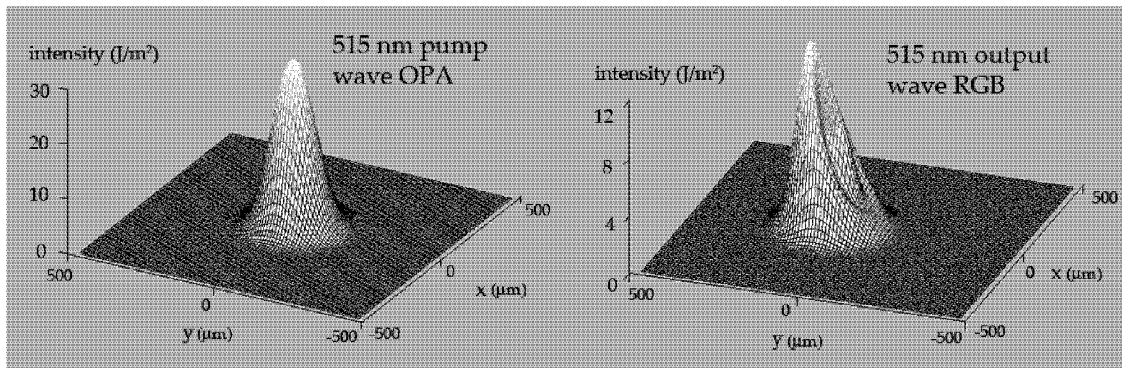 intensity (J/m²)
515 nm pump
wave OPA
30
20
10
0
500
0
y (μm)
-500
-500
0
x (μm)
500
intensity (J/m²)
515 nm output
wave RGB
12
8
4
0
500
0
y (μm)
-500
-500
0
x (μm)
500